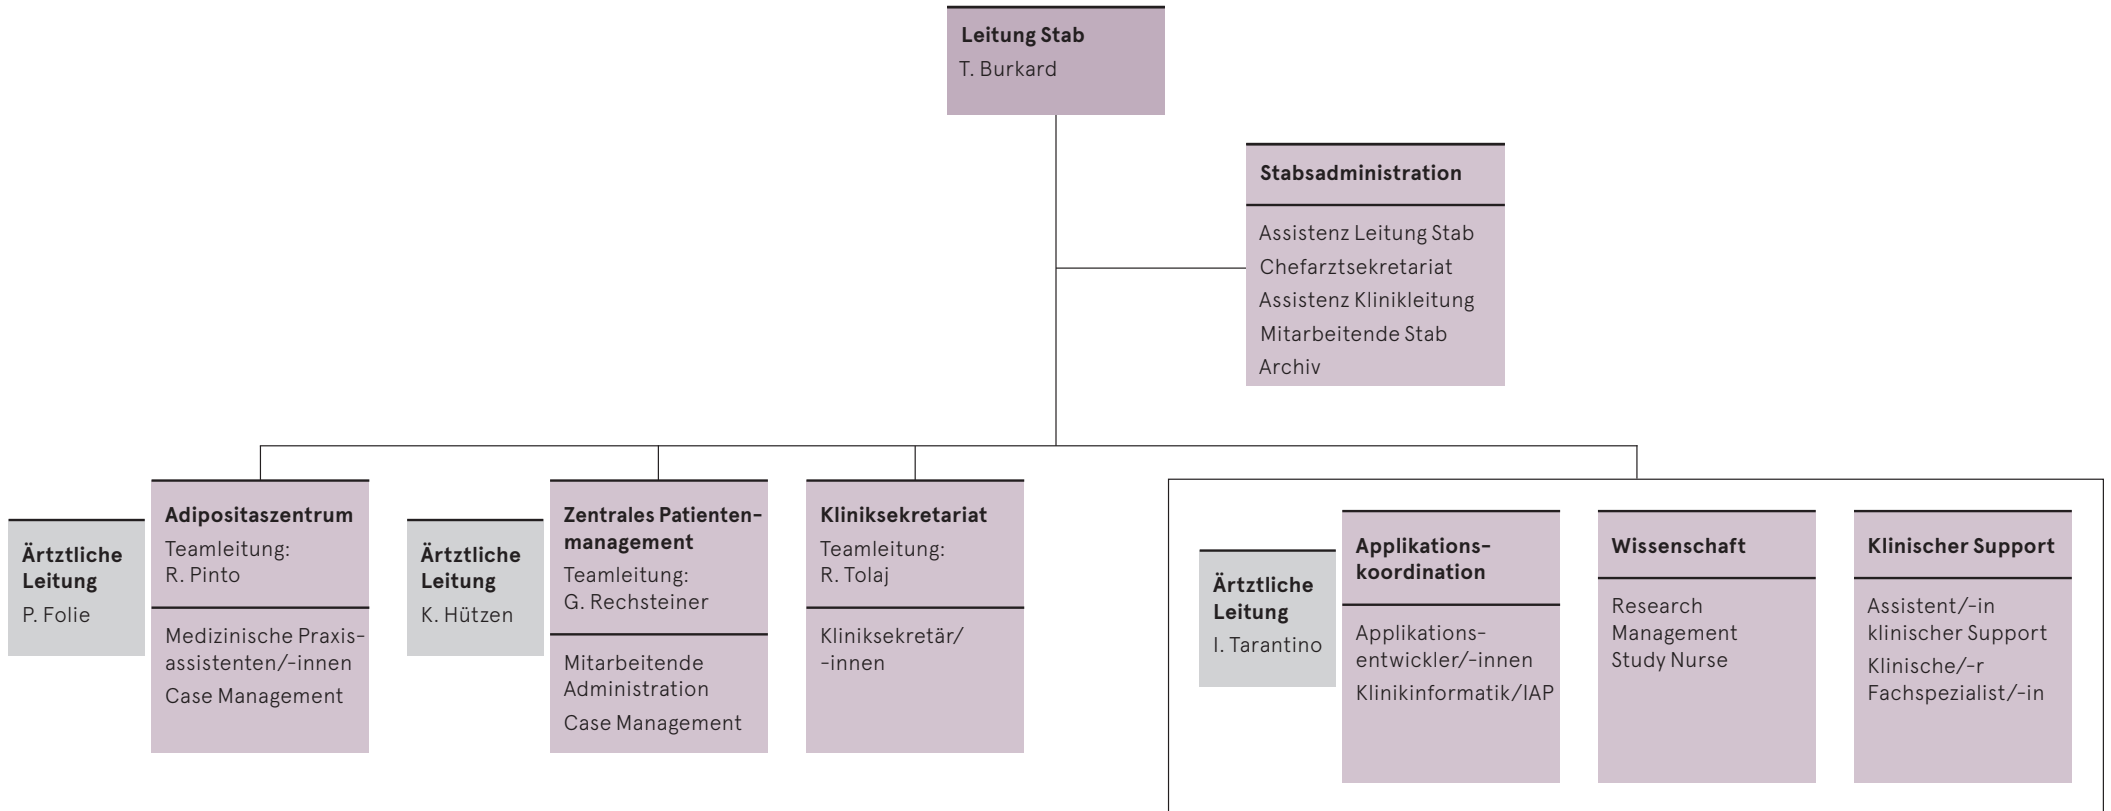 Leitung Stab
T. Burkard
Stabsadministration
Assistenz Leitung Stab
Chefarztsekretariat
Assistenz Klinikleitung
Mitarbeitende Stab
Archiv
Ärtztliche
Leitung
P. Folie
Adipositaszentrum
Teamleitung:
R. Pinto
Medizinische Praxis-
assistenten/-innen
Case Management
Ärtztliche
Leitung
K. Hützen
Zentrales Patienten-
management
Teamleitung:
G. Rechsteiner
Mitarbeitende
Administration
Case Management
Kliniksekretariat
Teamleitung:
R. Tolaj
Kliniksekretär/
-innen
Ärtztliche
Leitung
I. Tarantino
Applikations-
koordination
Applikations-
entwickler/-innen
Klinikinformatik/IAP
Wissenschaft
Research
Management
Study Nurse
Klinischer Support
Assistent/-in
klinischer Support
Klinische/-r
Fachspezialist/-in